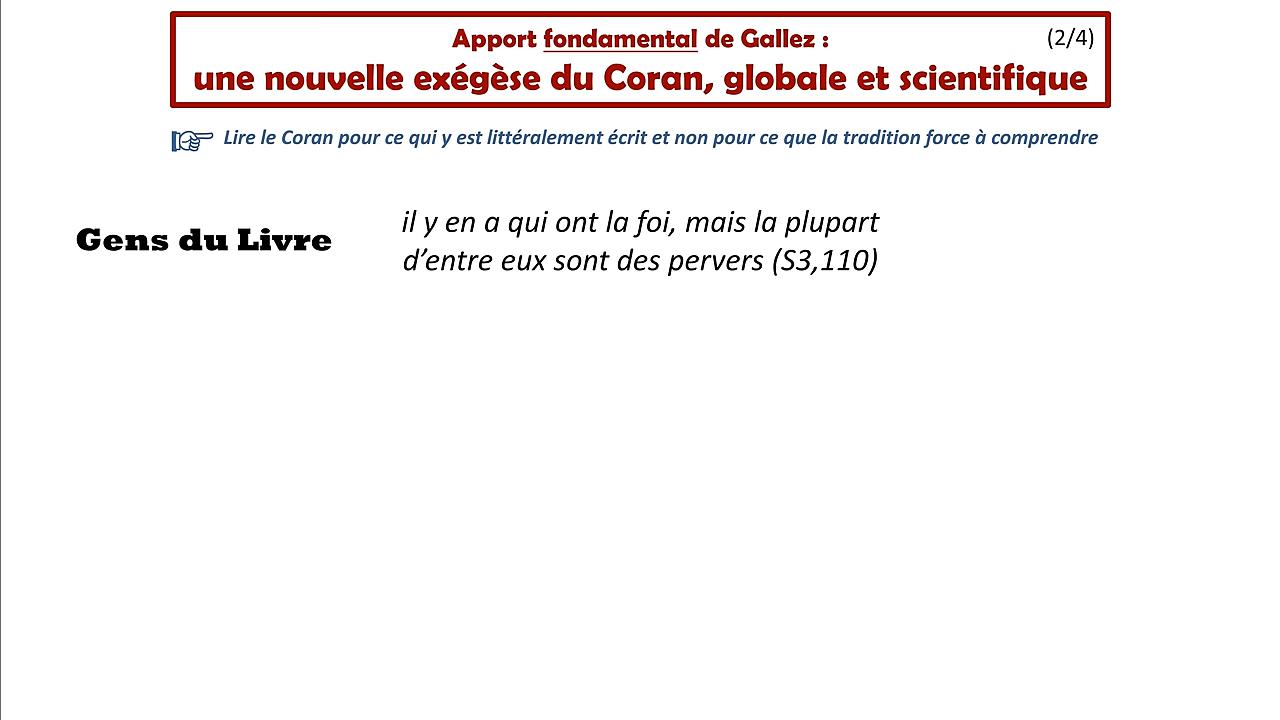 Apport fondamental de Gallez :
(2/4)
une nouvelle exégèse du Coran, globale et scientifique
Lire le Coran pour ce qui y est littéralement écrit et non pour ce que la tradition force à comprendre
Gens du Livre
il y en a qui ont la foi, mais la plupart
d’entre eux sont des pervers (S3,110)